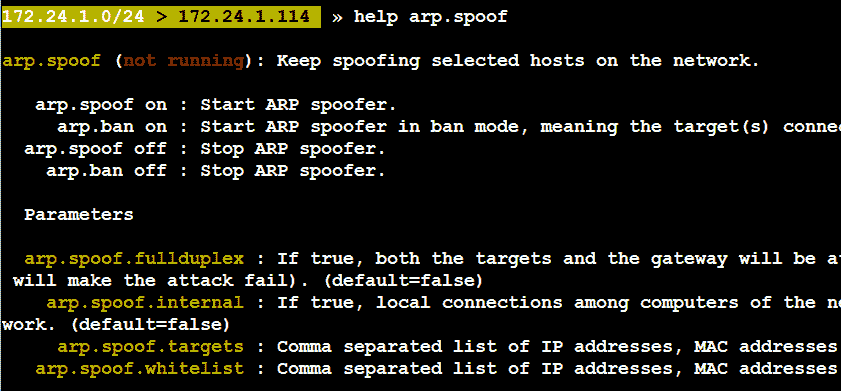 172.24.1.0/24 > 172.24.1.114 » help arp.spoof
arp.spoof (not running): Keep spoofing selected hosts on the network.
arp.spoof on : Start ARP spoofer.
arp.ban on : Start ARP spoofer in ban mode, meaning the target(s)
arp.spoof off : Stop ARP spoofer.
arp.ban off : Stop ARP spoofer.
Parameters
arp.spoof.fullduplex : If true, both the targets and the gateway will be
will make the attack fail). (default=false)
arp.spoof.internal : If true, local connections among computers of the
work. (default=false)
arp.spoof.targets : Comma separated list of IP addresses, MAC addresses
arp.spoof.whitelist : Comma separated list of IP addresses, MAC addresses